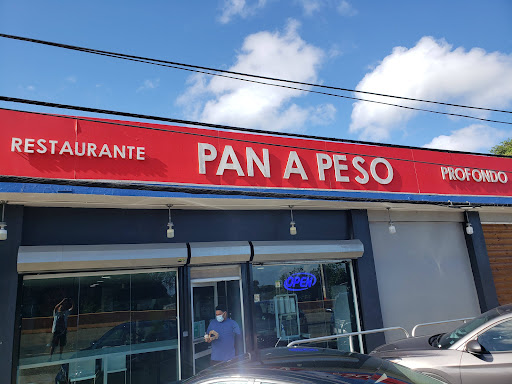 RESTAURANTE
PAN A PESO
PROFONDO
OPEN